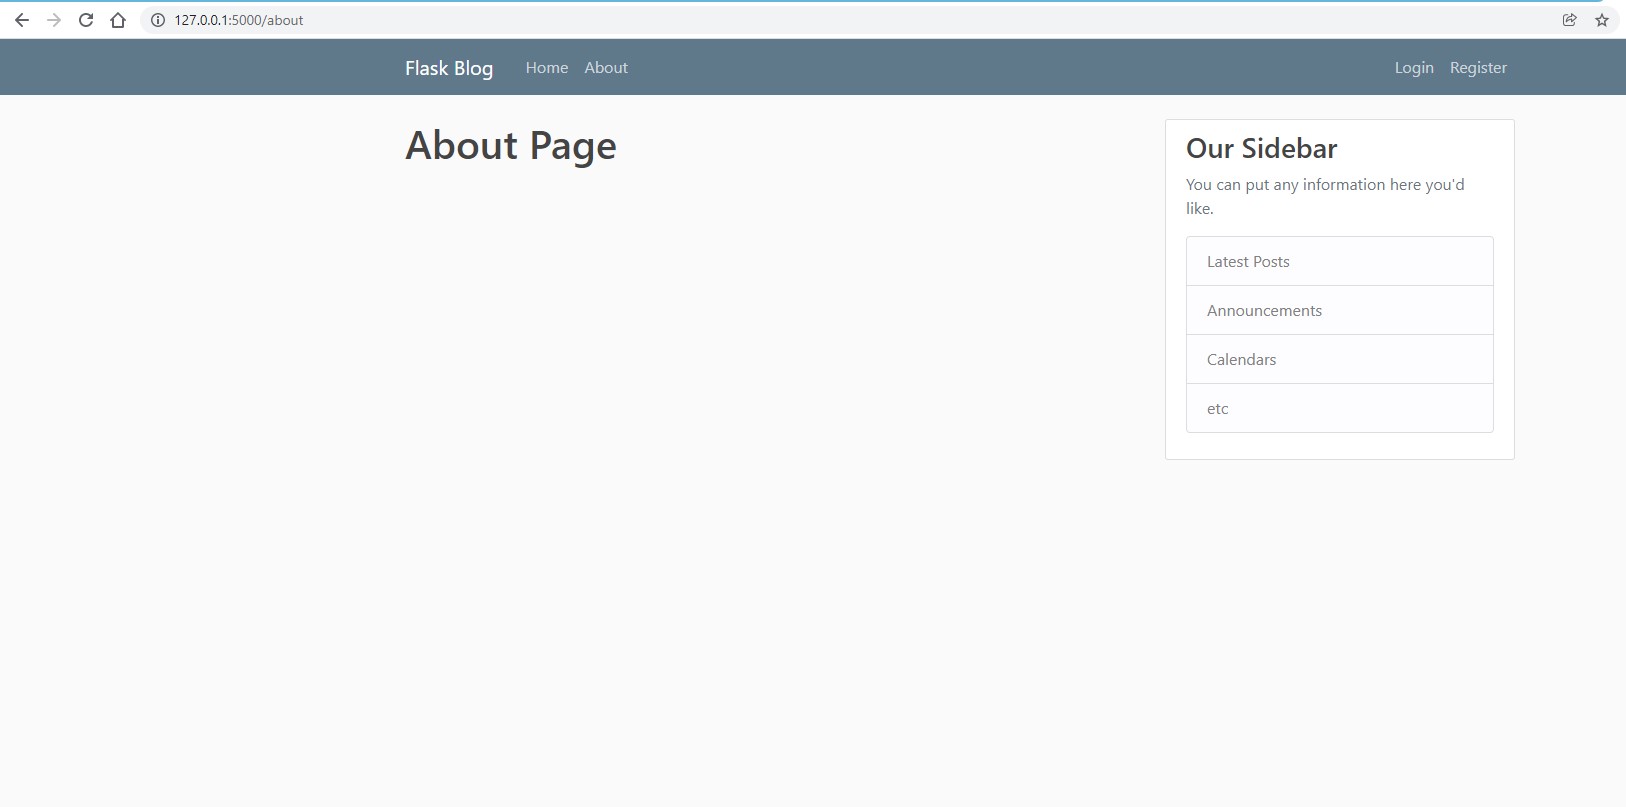 127.0.0.1:5000/about
Flask Blog Home About Login Register
About Page
Our Sidebar
You can put any information here you'd
like.
Latest Posts
Announcements
Calendars
etc